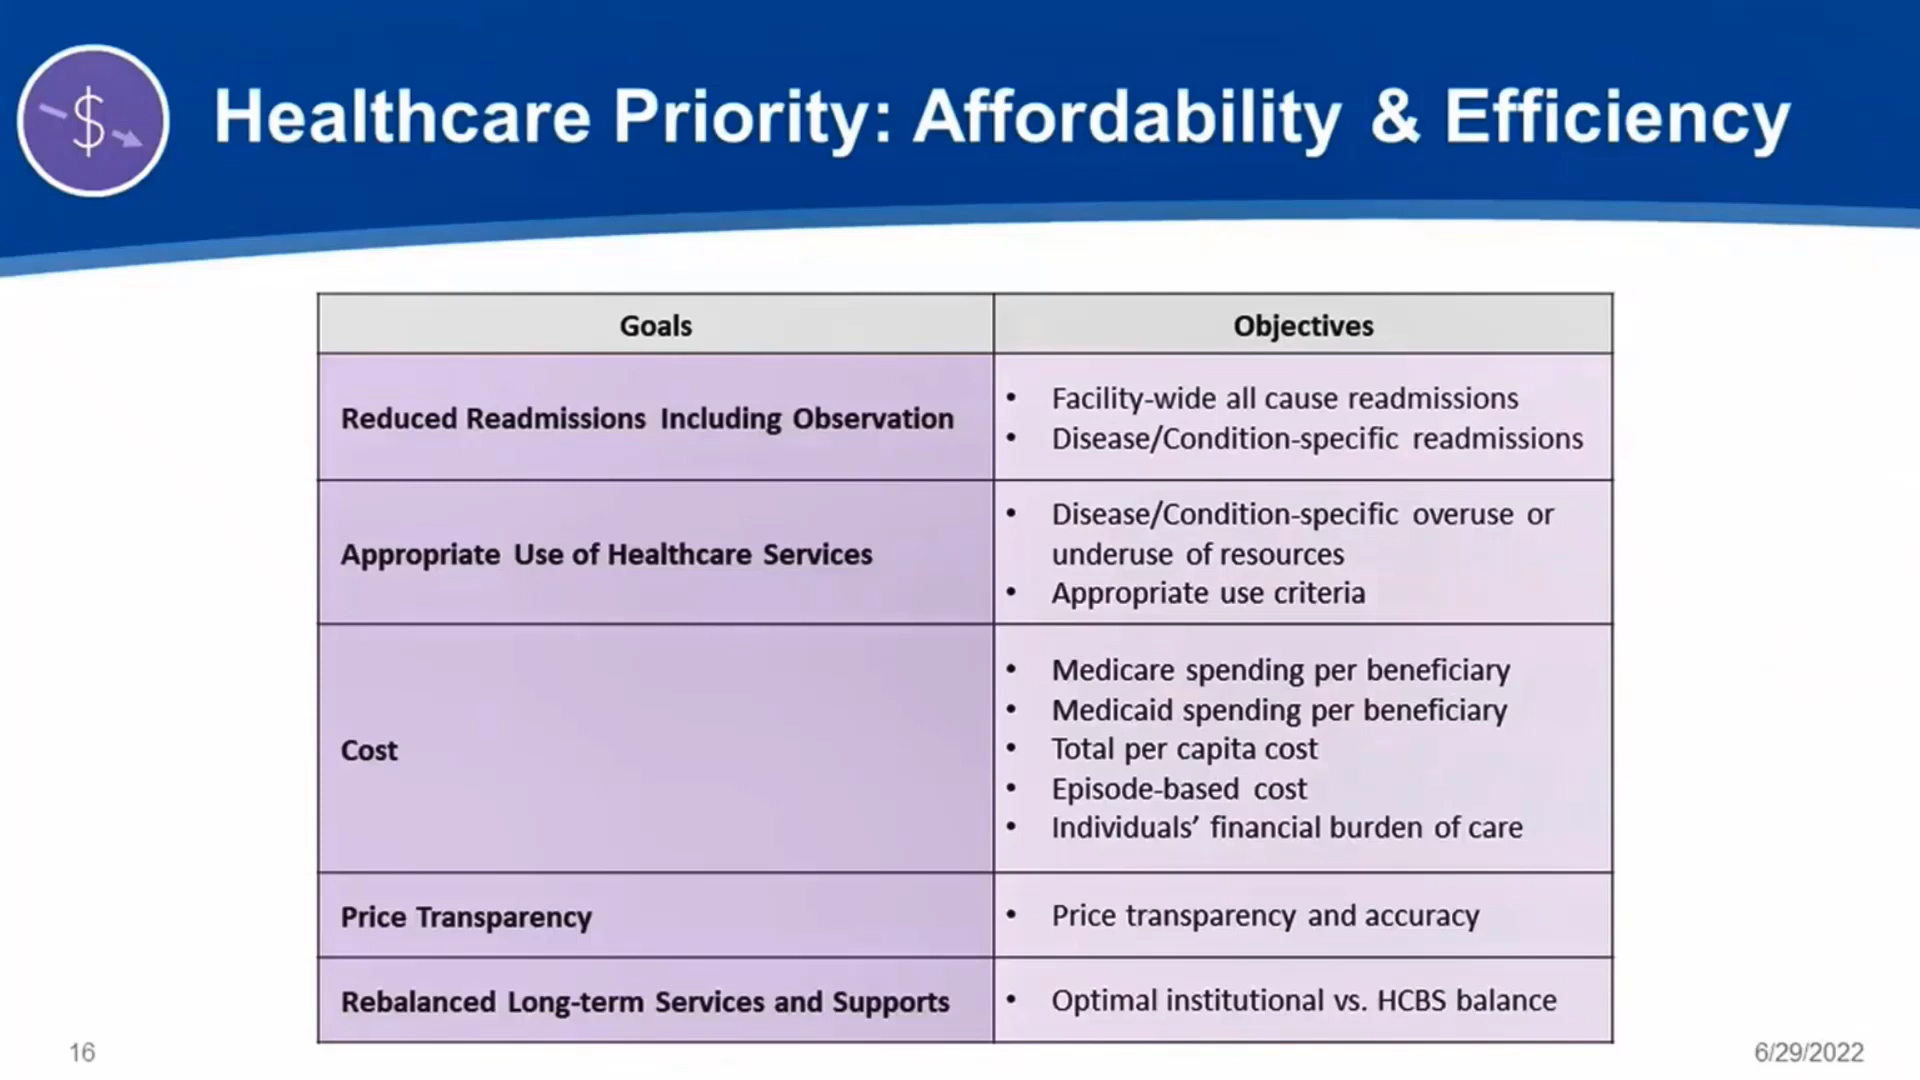 $
Healthcare Priority: Affordability & Efficiency
Goals
Objectives
Reduced Readmissions Including Observation
• Facility-wide all cause readmissions
• Disease/Condition-specific readmissions
Appropriate Use of Healthcare Services
• Disease/Condition-specific overuse or
underuse of resources
• Appropriate use criteria
Cost
• Medicare spending per beneficiary
• Medicaid spending per beneficiary
• Total per capita cost
• Episode-based cost
• Individuals’ financial burden of care
Price Transparency
• Price transparency and accuracy
Rebalanced Long-term Services and Supports
• Optimal institutional vs. HCBS balance
16
6/29/2022